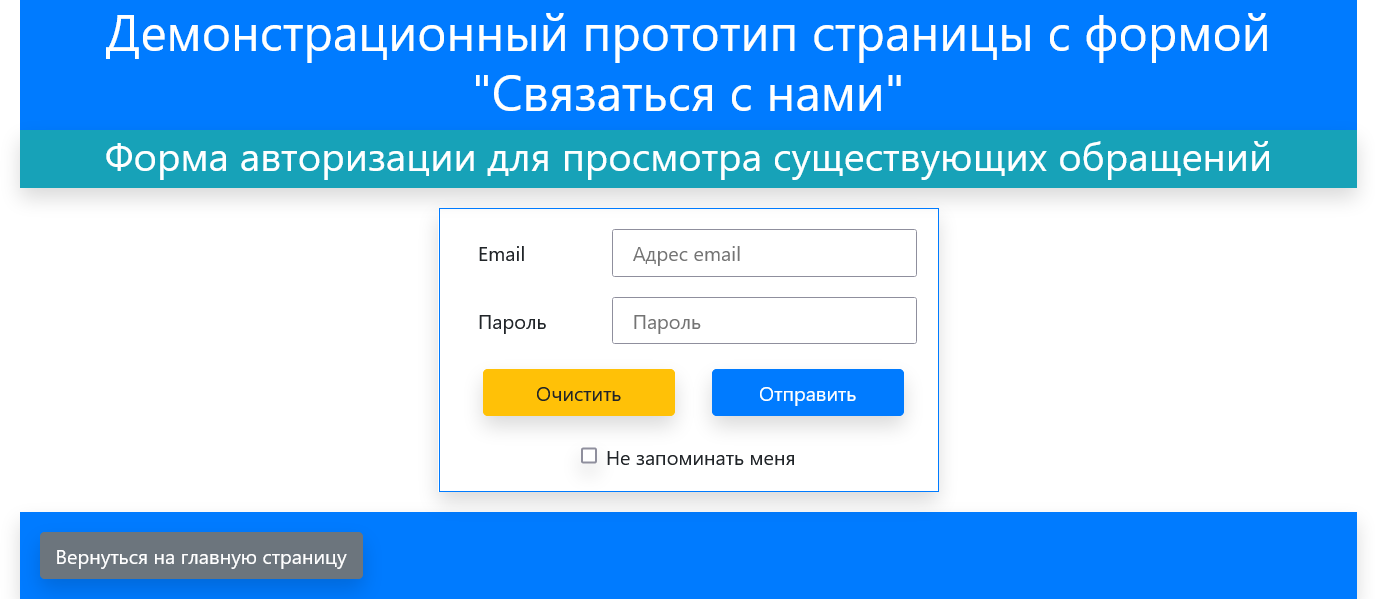 Демонстрационный прототип страницы с формой
"Связаться с нами"
Форма авторизации для просмотра существующих обращений
Email
Адрес email
Пароль
Пароль
Очистить
Отправить
Не запоминать меня
Вернуться на главную страницу